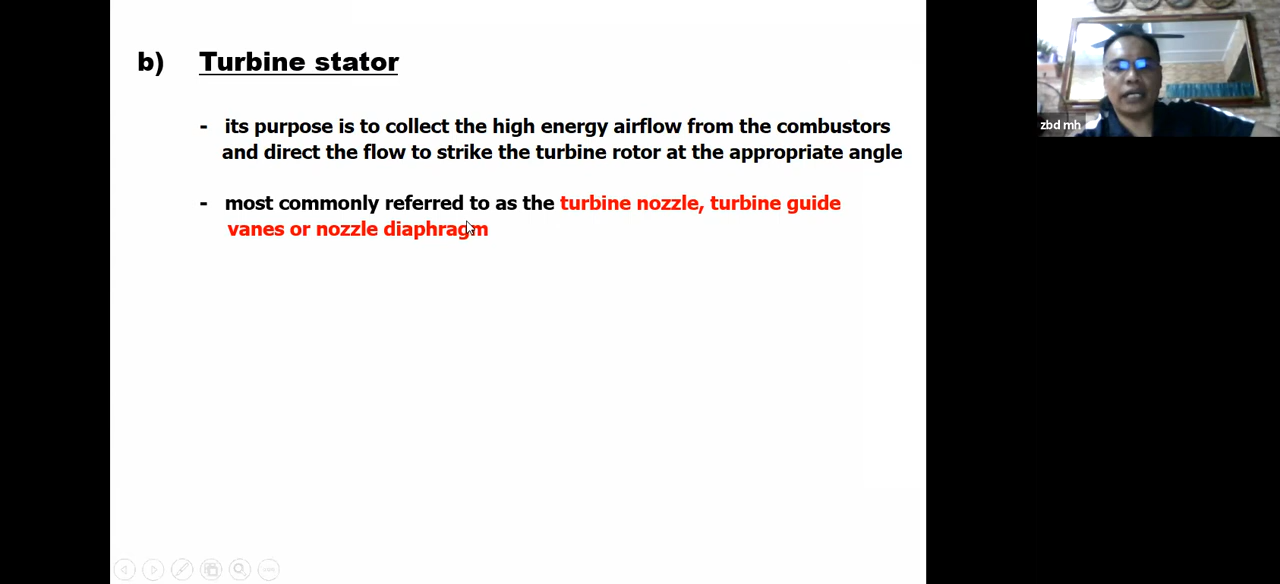 b) Turbine stator
- its purpose is to collect the high energy airflow from the combustors
and direct the flow to strike the turbine rotor at the appropriate angle
- most commonly referred to as the turbine nozzle, turbine guide
vanes or nozzle diaphragm
zbd mh